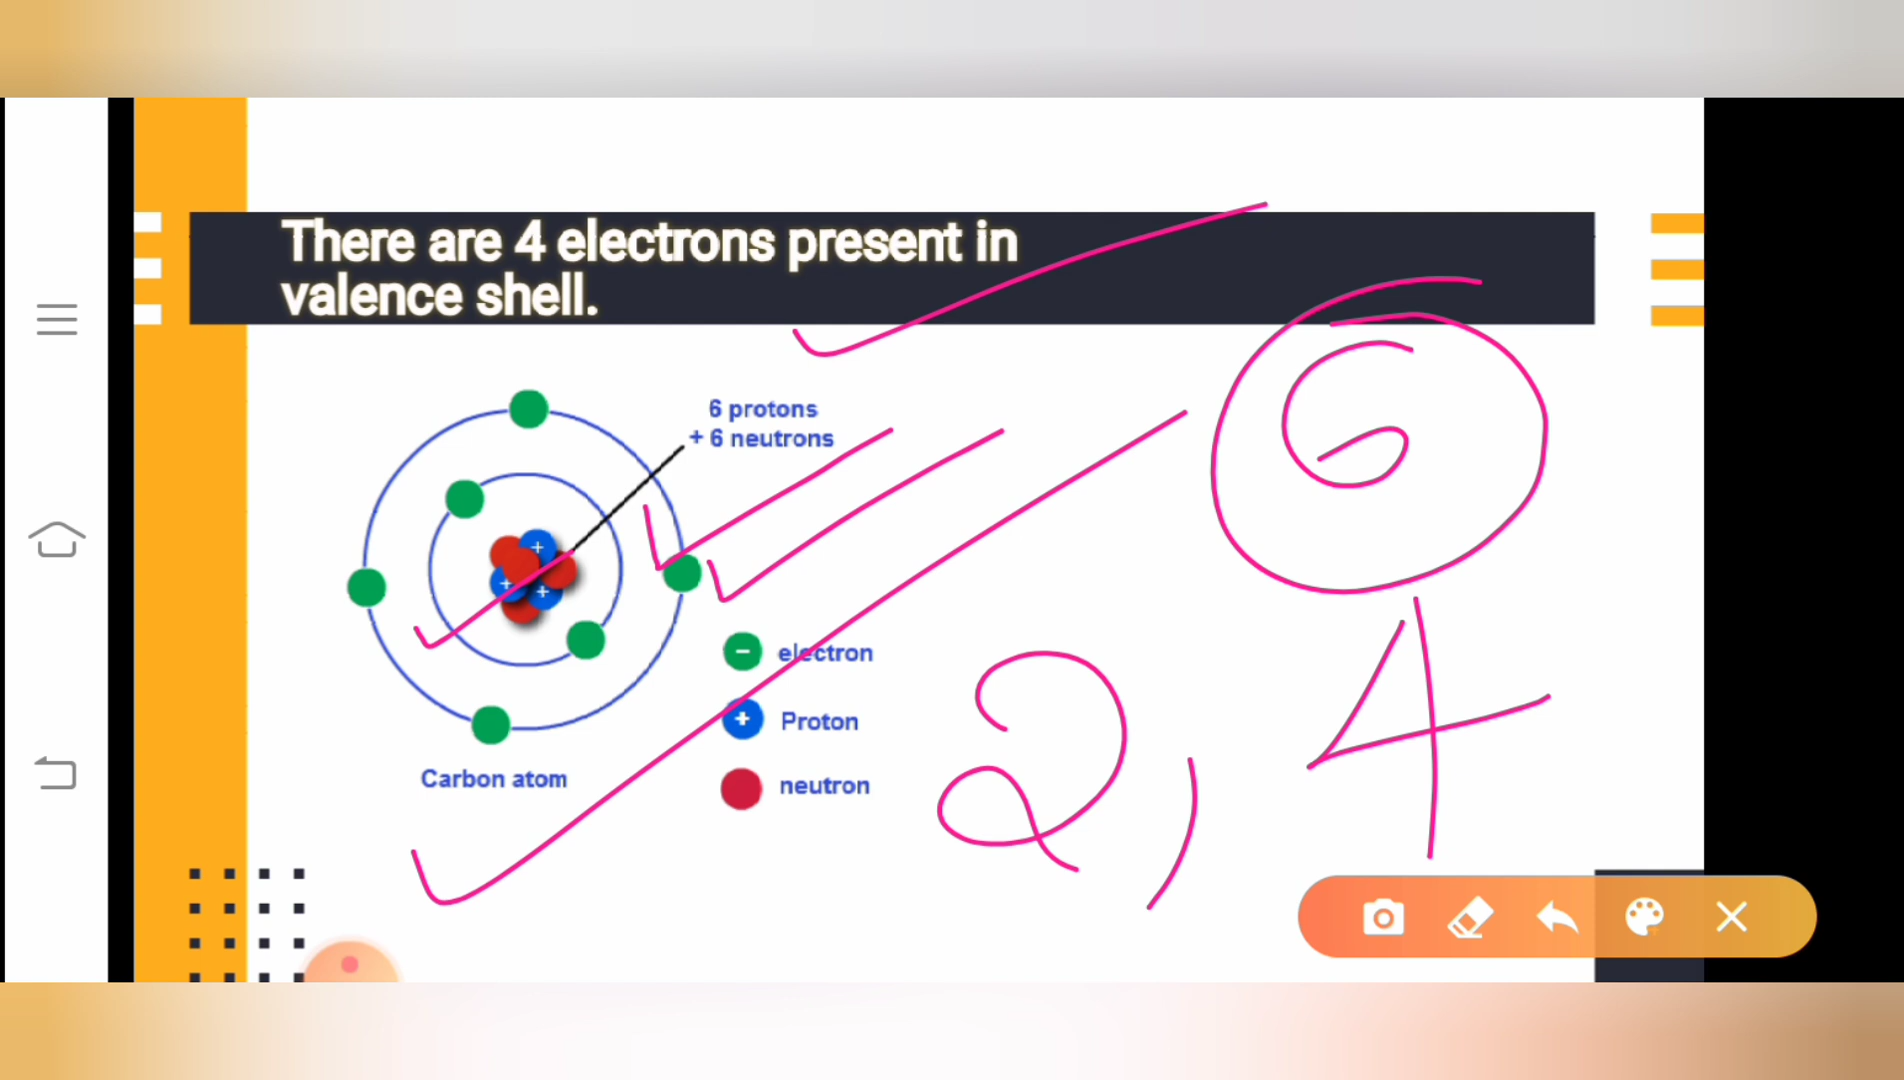 There are 4 electrons present in
valence shell.
6 protons
+ 6 neutrons
6
+
+
+
- electron
+ Proton
neutron
Carbon atom
2, 4